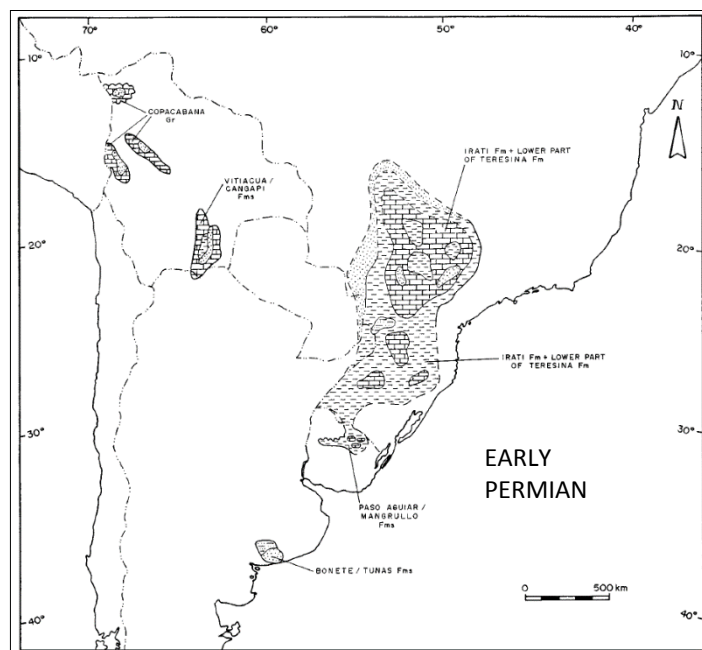 70°
60°
50°
40°
10°
10°
COPACABANA
Gr
VITIACUA /
CANGAPI
Fms
IRATI FM + LOWER PART
OF TERESINA FM
N
20°
20°
IRATI FM + LOWER PART
OF TERESINA FM
30°
30°
EARLY
PERMIAN
PASO AGUIAR /
MANGRULLO
Fms
BONETE / TUNAS Fms
0
500 km
40°
40°